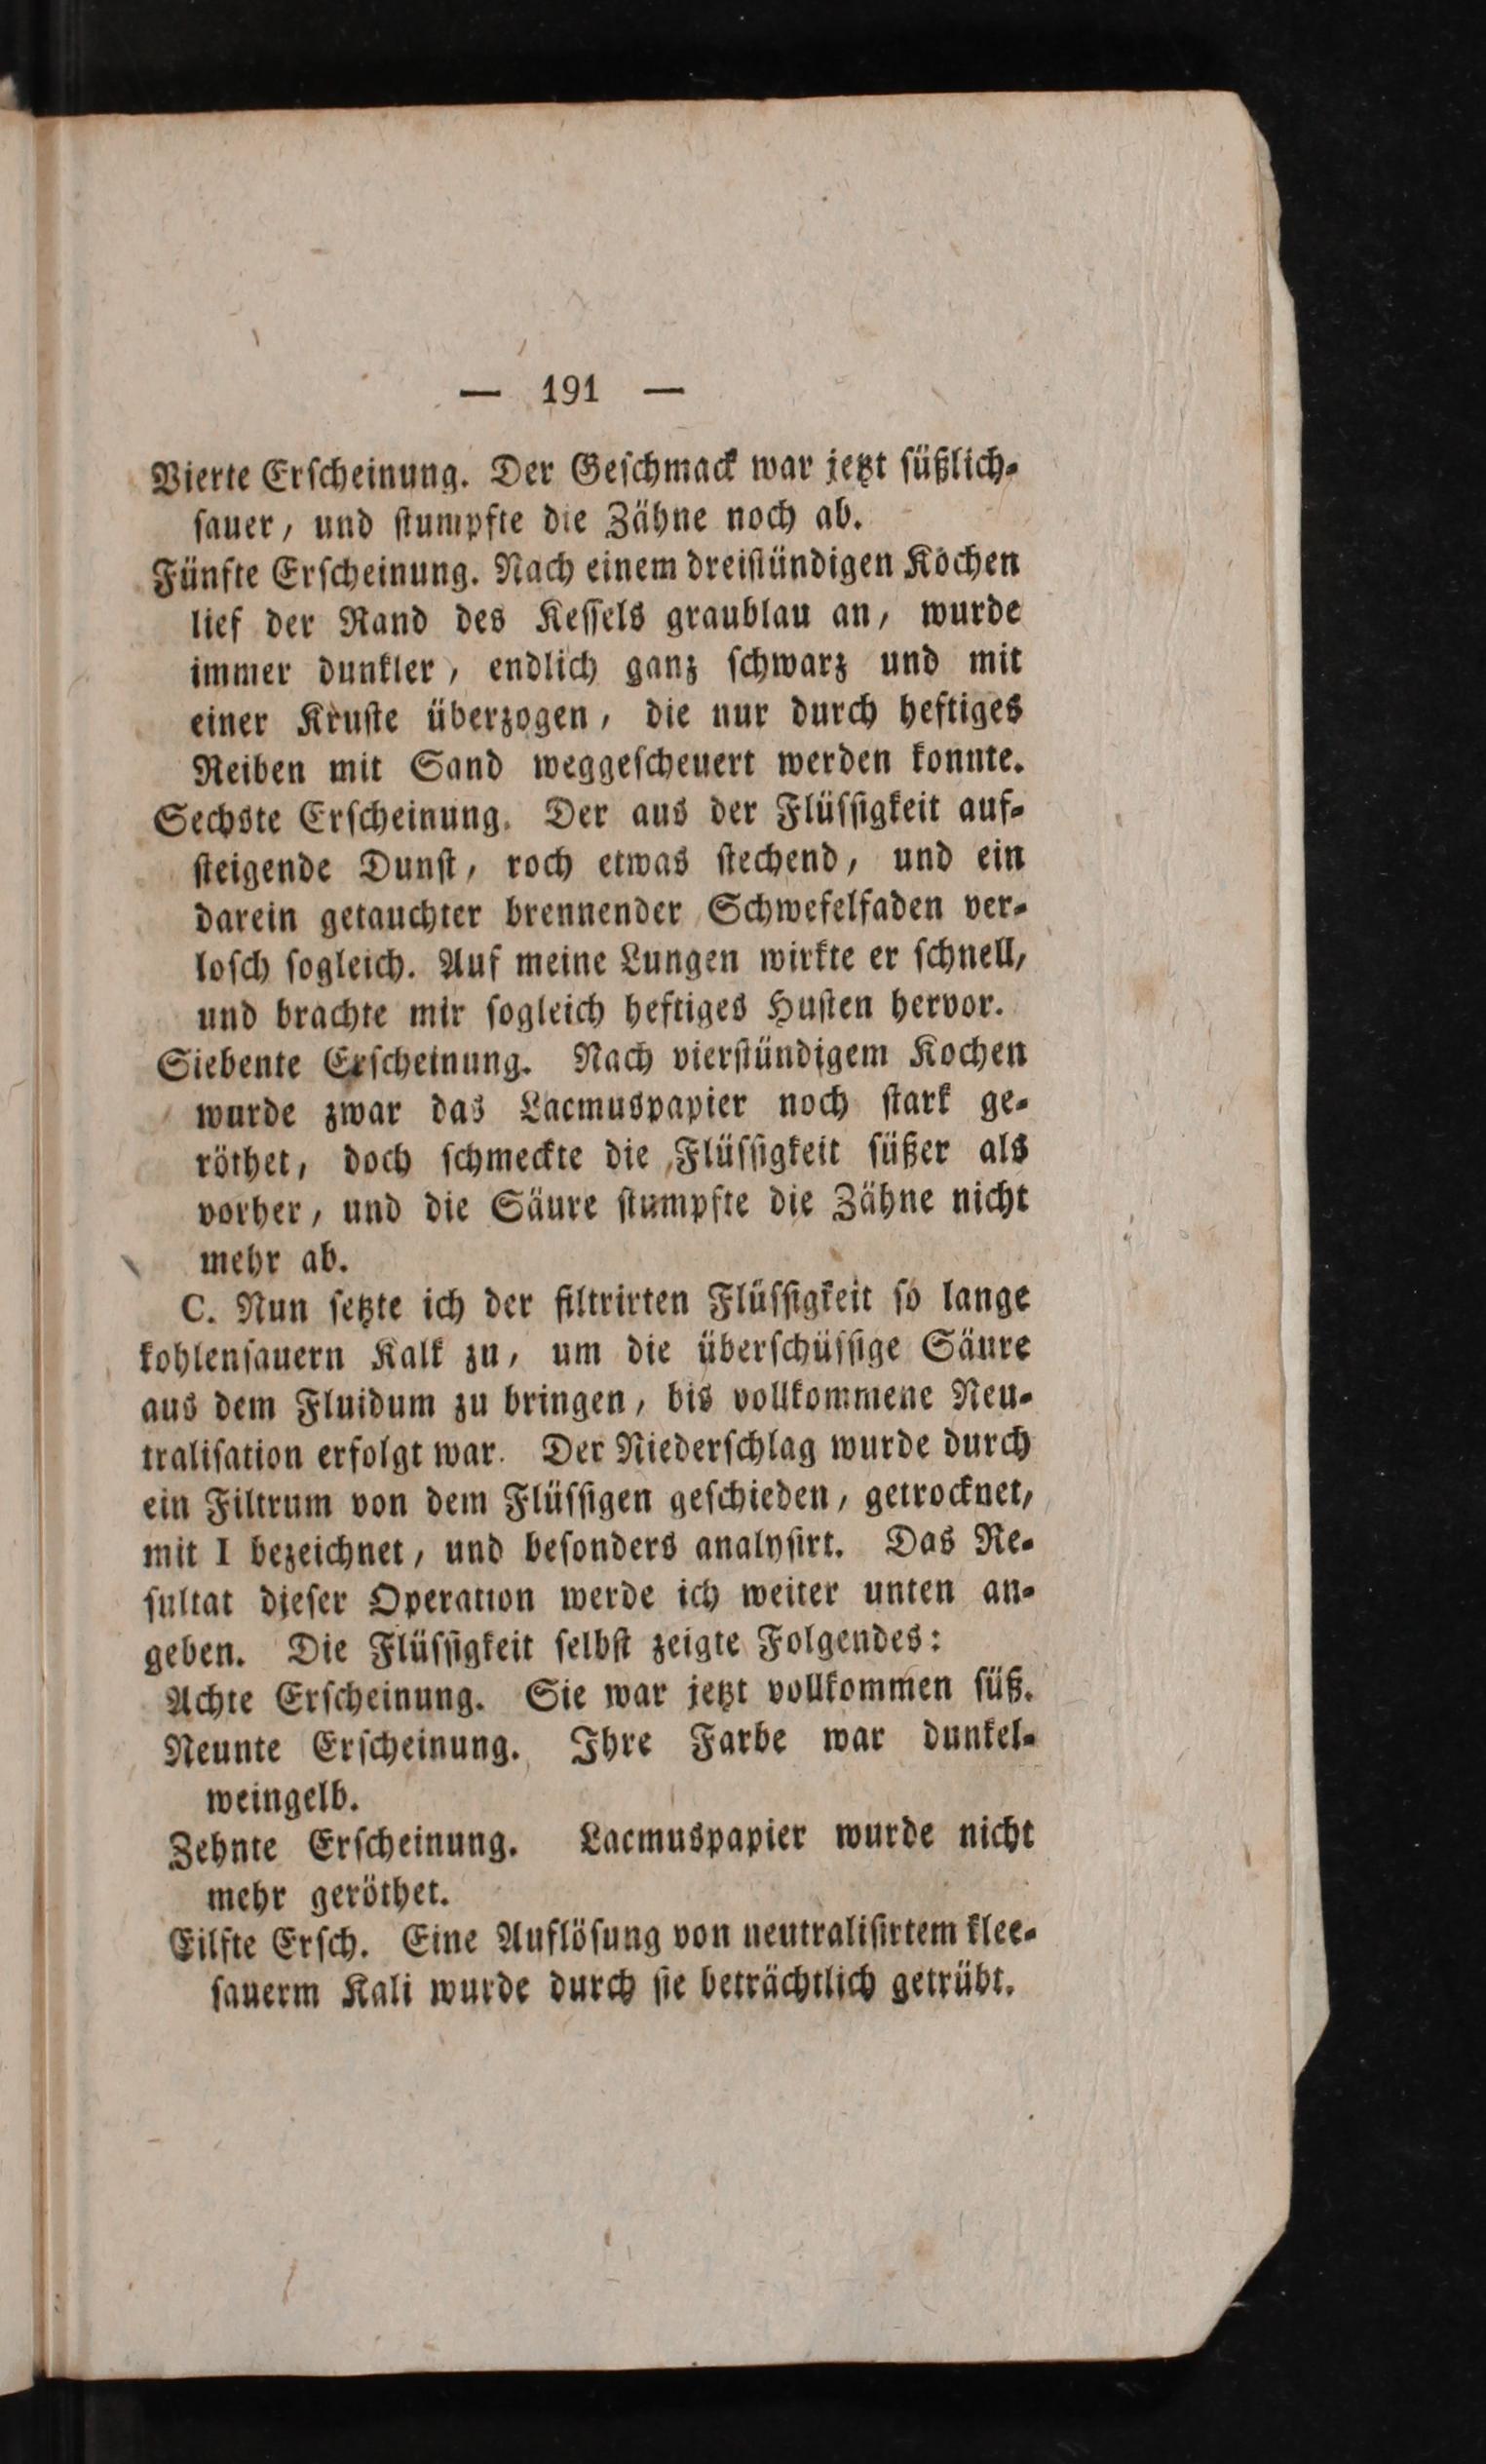 — 191 —
Vierte Erſcheinung. Der Geſchmack war jetzt ſüßlich-
ſauer, und ſtumpfte die Zähne noch ab.
Fünfte Erſcheinung. Nach einem dreiſtündigen Kochen
lief der Rand des Keſſels graublau an, wurde
immer dunkler, endlich ganz ſchwarz und mit
einer Kruſte überzogen, die nur durch heftiges
Reiben mit Sand weggeſcheuert werden konnte.
Sechste Erſcheinung. Der aus der Flüſſigkeit auf-
ſteigende Dunſt, roch etwas ſtechend, und ein
darein getauchter brennender Schwefelfaden ver-
loſch ſogleich. Auf meine Lungen wirkte er ſchnell,
und brachte mir ſogleich heftiges Huſten hervor.
Siebente Erſcheinung. Nach vierſtündigem Kochen
wurde zwar das Lacmuspapier noch ſtark ge-
röthet, doch ſchmeckte die Flüſſigkeit ſüßer als
vorher, und die Säure ſtumpfte die Zähne nicht
mehr ab.
C. Nun ſetzte ich der filtrirten Flüſſigkeit ſo lange
kohlenſauern Kalk zu, um die überſchüſſige Säure
aus dem Fluidum zu bringen, bis vollkommene Neu-
traliſation erfolgt war. Der Niederſchlag wurde durch
ein Filtrum von dem Flüſſigen geſchieden, getrocknet,
mit I bezeichnet, und beſonders analyſirt. Das Re-
ſultat dieſer Operation werde ich weiter unten an-
geben. Die Flüſſigkeit ſelbſt zeigte Folgendes:
Achte Erſcheinung. Sie war jetzt vollkommen ſüß.
Neunte Erſcheinung. Ihre Farbe war dunkel-
weingelb.
Zehnte Erſcheinung. Lacmuspapier wurde nicht
mehr geröthet.
Eilfte Erſch. Eine Auflöſung von neutraliſirtem klee-
ſauerm Kali wurde durch ſie beträchtlich getrübt.